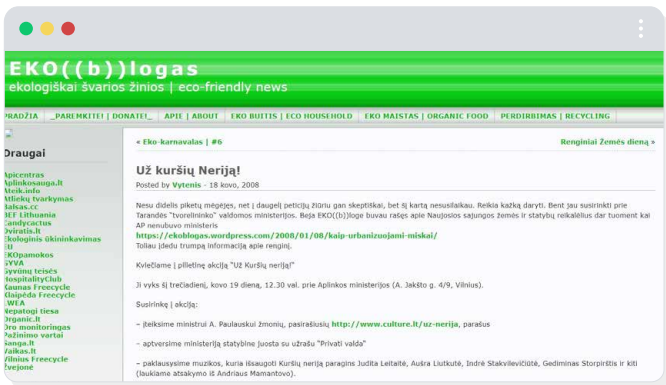 EKO((b))logas
ekologiškai švarios žinios | eco-friendly news
PRADŽIA _PAREMKITE! | DONATE!_ APIE | ABOUT EKO BUITIS | ECO HOUSEHOLD EKO MAISTAS | ORGANIC FOOD PERDIRBIMAS | RECYCLING
Draugai
Apicentras
Aplinkosauga.lt
Ateik.info
Atliekų tvarkymas
Balsas.cc
BEF Lithuania
Candycactus
Dviratis.lt
Ekologinis ūkininkavimas
EKOpamokos
GYVA
Gyvūnų teisės
HospitalityClub
Kaunas Freecycle
Klaipėda Freecycle
LWEA
Nepatogi tiesa
Organic.lt
Oro monitoringas
Pažinimo vartai
Sanga.lt
Vaikas.lt
Vilnius Freecycle
Žvejonė
« Eko-karnavalas | #6
Renginiai Žemės dieną »
Už kuršių Neriją!
Posted by Vytenis - 18 kovo, 2008
Nesu didelis piketų mėgėjęs, net į daugelį peticijų žiūriu gan skeptiškai, bet šį kartą nesusilaikau. Reikia kažką daryti. Bent jau susirinkti prie
Tarandės "tvorelininko" valdomos ministerijos. Beja EKO((b))loge buvau rašęs apie Naujosios sąjungos žemės ir statybų reikalėlius dar tuoment kai
AP nenubuvo ministeris
https://ekoblogas.wordpress.com/2008/01/08/kaip-urbanizuojami-miskai/
Toliau įdedu trumpą informaciją apie renginį.
Kviečiame į pilietinę akciją "Už Kuršių neriją!"
Ji vyks šį trečiadienį, kovo 19 dieną, 12.30 val. prie Aplinkos ministerijos (A. Jakšto g. 4/9, Vilnius).
Susirinkę į akciją:
– įteiksime ministrui A. Paulauskui žmonių, pasirašiusių http://www.culture.lt/uz-nerija, parašus
– aptversime ministeriją statybine juosta su užrašu "Privati valda"
– paklausysime muzikos, kuria išsaugoti Kuršių neriją paragins Judita Leitaitė, Aušra Liutkutė, Indrė Stakvilevičiūtė, Gediminas Storpirštis ir kiti
(laukiame atsakymo iš Andriaus Mamantovo).